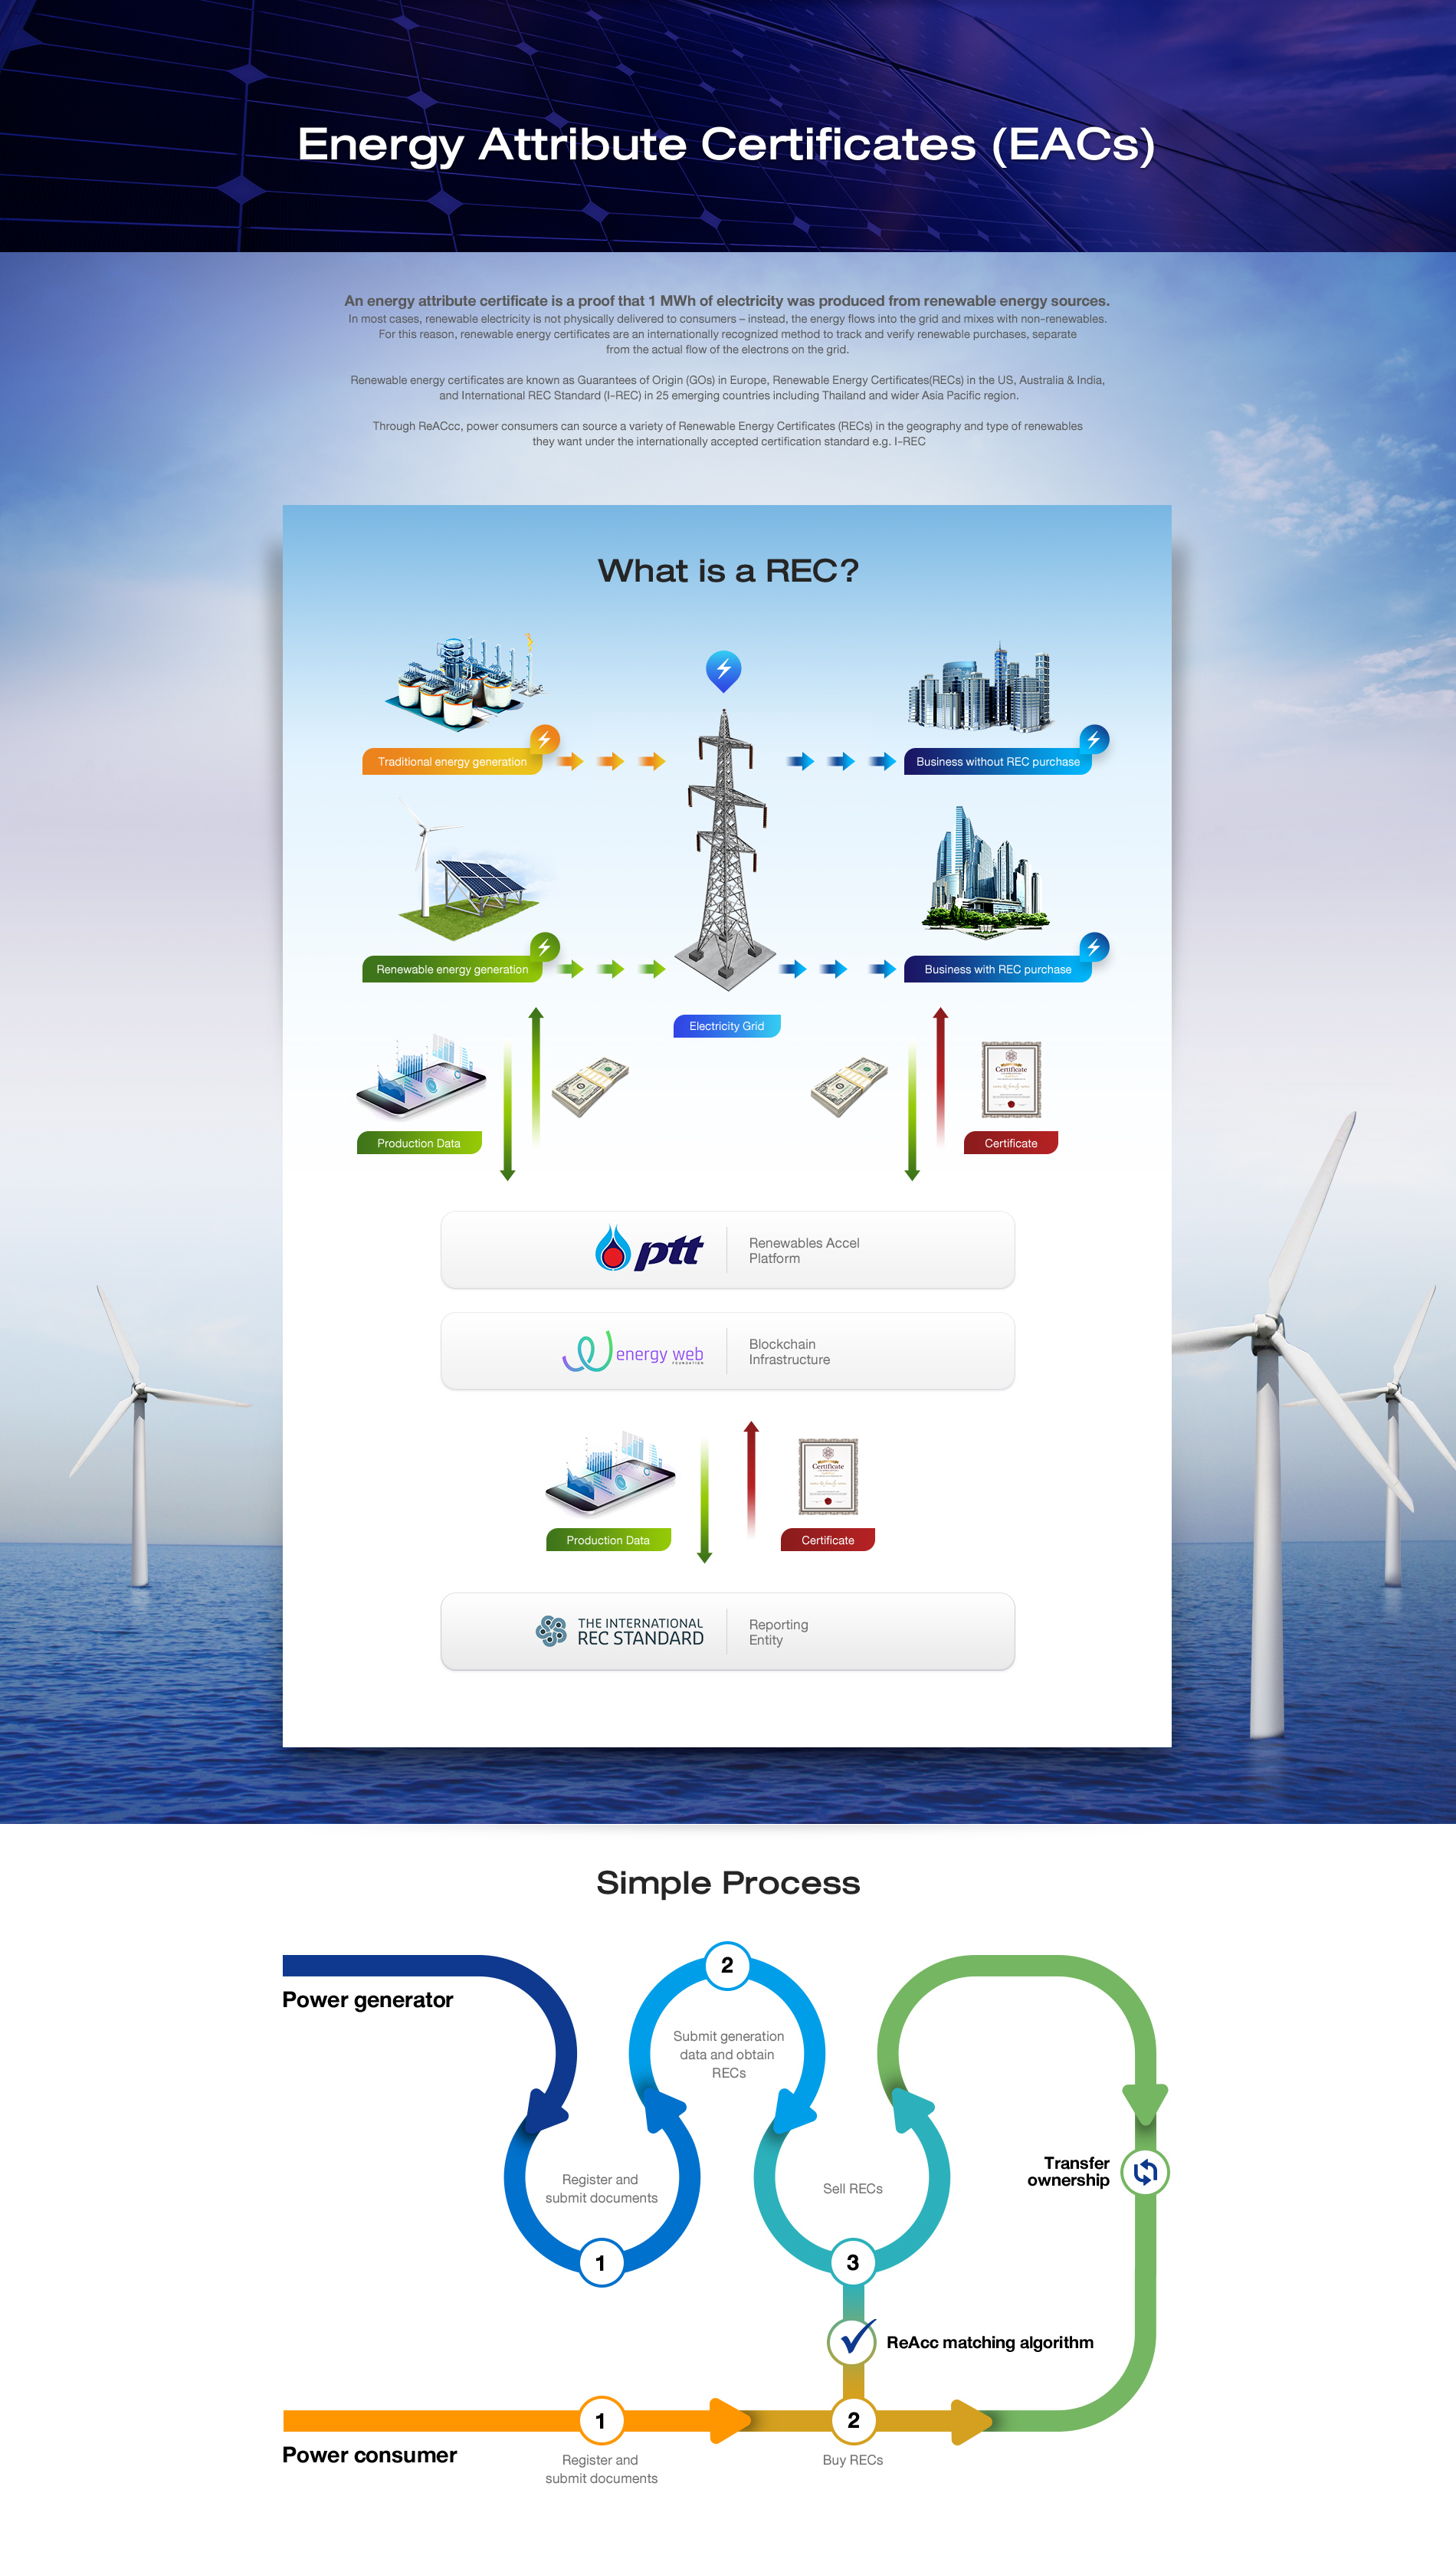 Energy Attribute Certificates (EACs)
An energy attribute certificate is a proof that 1 MWh of electricity was produced from renewable energy sources.
In most cases, renewable electricity is not physically delivered to consumers – instead, the energy flows into the grid and mixes with non-renewables.
For this reason, renewable energy certificates are an internationally recognized method to track and verify renewable purchases, separate
from the actual flow of the electrons on the grid.
Renewable energy certificates are known as Guarantees of Origin (GOs) in Europe, Renewable Energy Certificates(RECs) in the US, Australia & India,
and International REC Standard (I-REC) in 25 emerging countries including Thailand and wider Asia Pacific region.
Through ReACcc, power consumers can source a variety of Renewable Energy Certificates (RECs) in the geography and type of renewables
they want under the internationally accepted certification standard e.g. I-REC
What is a REC?
Traditional energy generation
Business without REC purchase
Renewable energy generation
Business with REC purchase
Electricity Grid
Certificate
Production Data
Certificate
ptt
Renewables Accel
Platform
energy web
FOUNDATION
Blockchain
Infrastructure
Certificate
Production Data
Certificate
THE INTERNATIONAL
REC STANDARD
Reporting
Entity
Simple Process
2
Power generator
Submit generation
data and obtain
RECs
Transfer
ownership
Register and
submit documents
Sell RECs
1
3
ReAcc matching algorithm
1
2
Power consumer
Register and
submit documents
Buy RECs